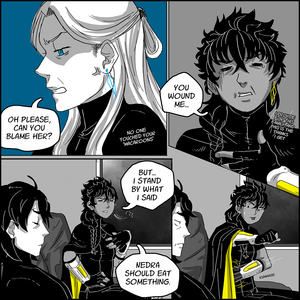 OH PLEASE,
CAN YOU
BLAME HER?
NO ONE
TOUCHED YOUR
"MACAROONS"
YOU
WOUND
ME...
BUT...
I STAND
BY WHAT
I SAID
NEDRA
SHOULD EAT
SOMETHING.